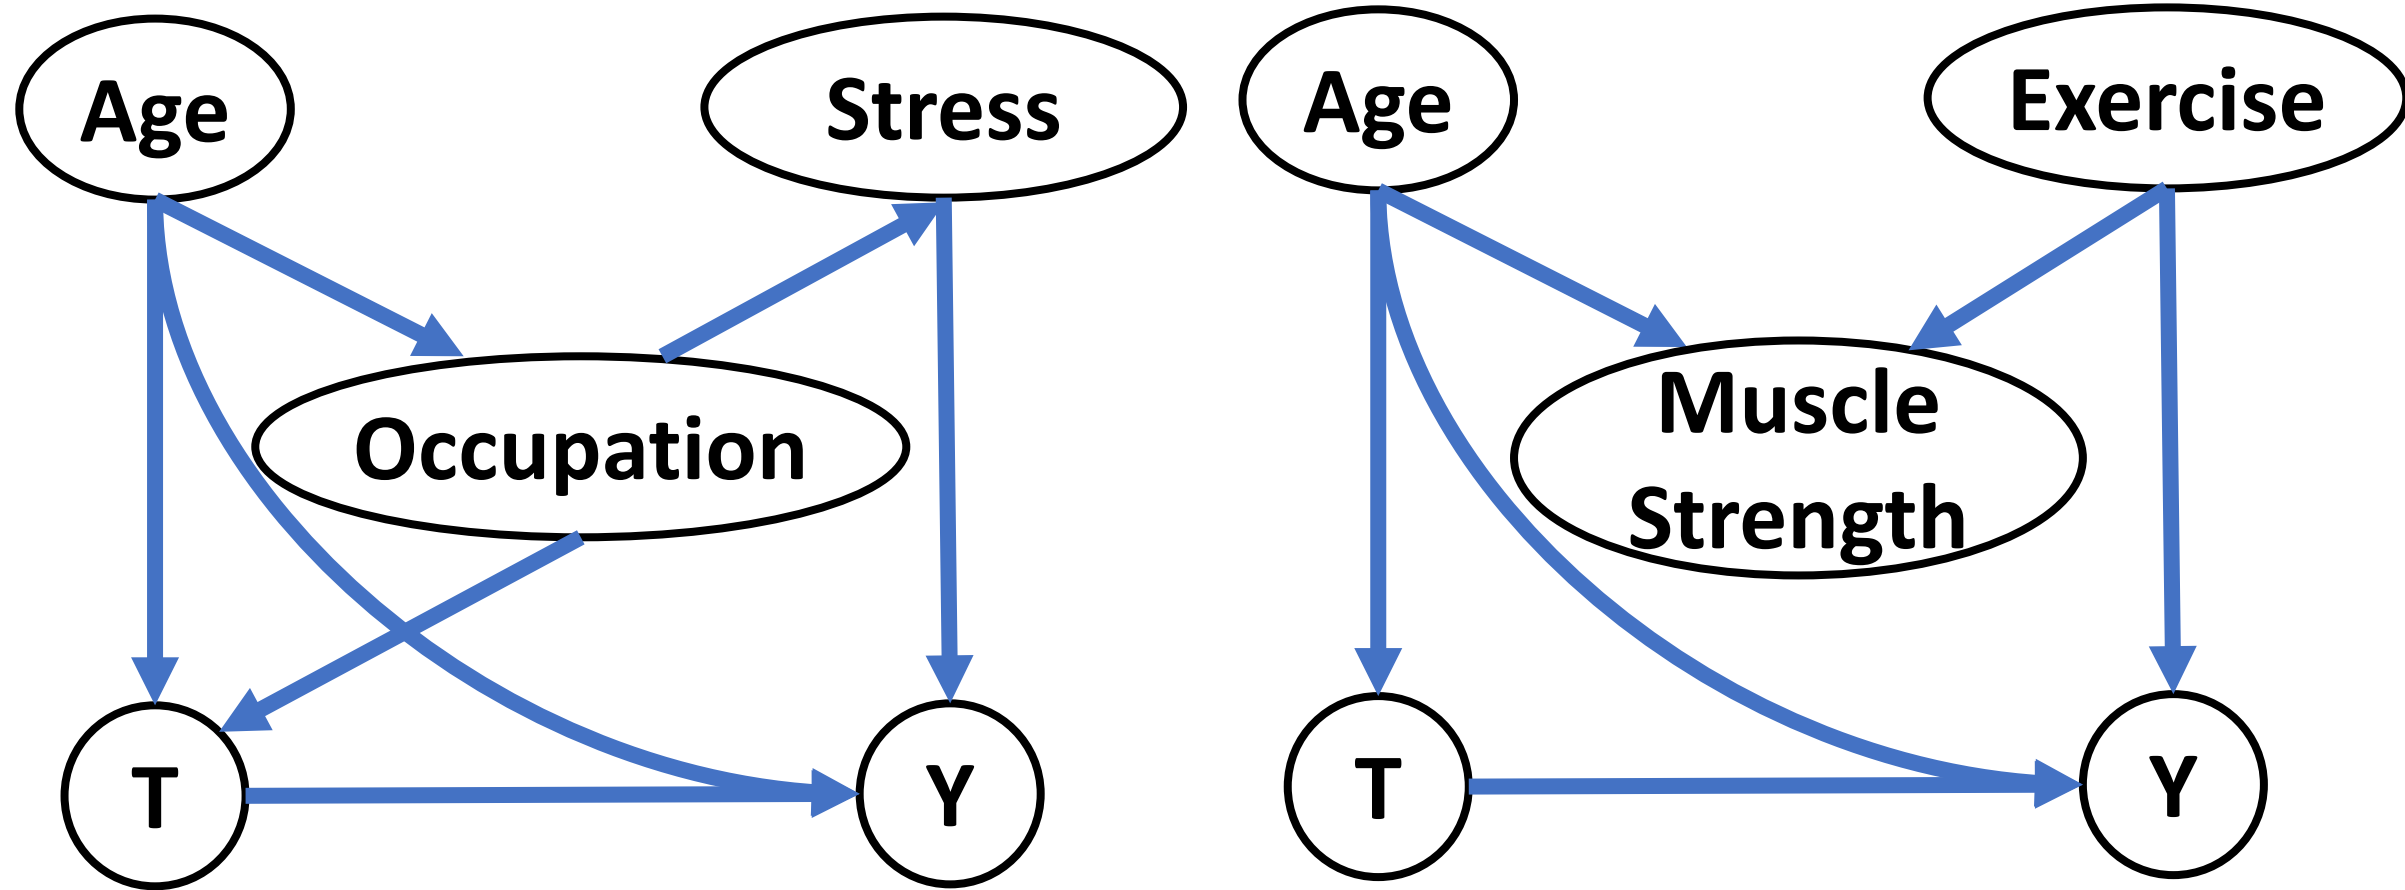 Age
Stress
Occupation
T
Y
Age
Exercise
Muscle
Strength
T
Y